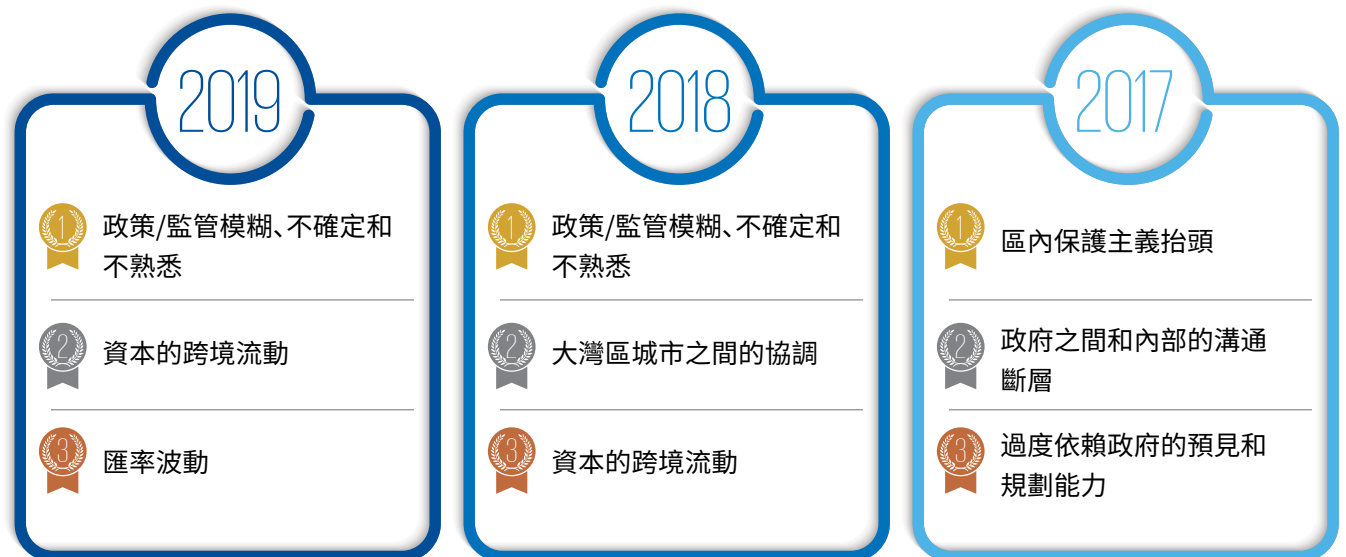 2019
1
政策/監管模糊、不確定和
不熟悉
2
資本的跨境流動
3
匯率波動
2018
1
政策/監管模糊、不確定和
不熟悉
2
大灣區城市之間的協調
3
資本的跨境流動
2017
1
區內保護主義抬頭
2
政府之間和內部的溝通
斷層
3
過度依賴政府的預見和
規劃能力